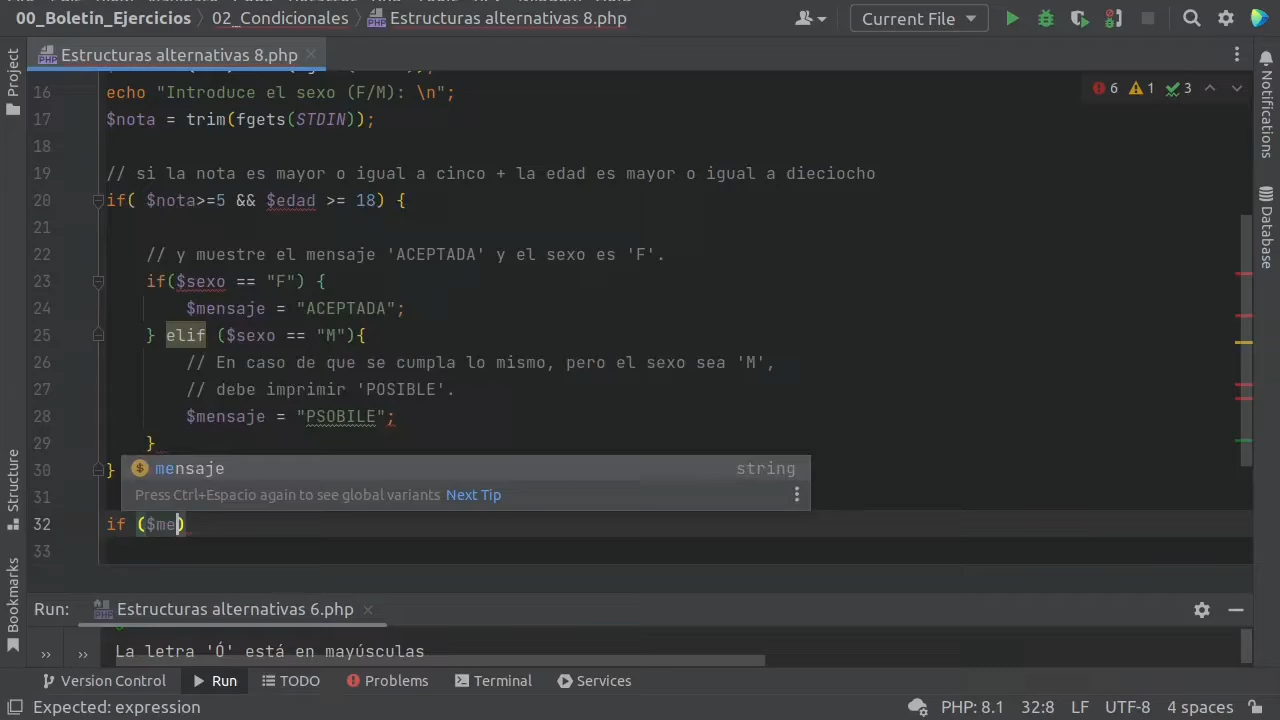 00_Boletin_Ejercicios 02_Condicionales Estructuras alternativas 8.php Current File
Project Estructuras alternativas 8.php
6 1 3
16 echo "Introduce el sexo (F/M): \n";
17 $nota = trim(fgets(STDIN));
18
19 // si la nota es mayor o igual a cinco + la edad es mayor o igual a dieciocho
20 if( $nota>=5 && $edad >= 18) {
21
22 // y muestre el mensaje 'ACEPTADA' y el sexo es 'F'.
23 if($sexo == "F") {
24 $mensaje = "ACEPTADA";
25 } elif ($sexo == "M"){
26 // En caso de que se cumpla lo mismo, pero el sexo sea 'M',
27 // debe imprimir 'POSIBLE'.
28 $mensaje = "PSOBILE";
29 }
30 }
$ mensaje string
31
Press Ctrl+Espacio again to see global variants Next Tip
32 if ($me)
33
Notifications
Database
Structure
Bookmarks
Run: Estructuras alternativas 6.php
La letra 'Ó' está en mayúsculas
Version Control Run TODO Problems Terminal Services
Expected: expression PHP: 8.1 32:8 LF UTF-8 4 spaces